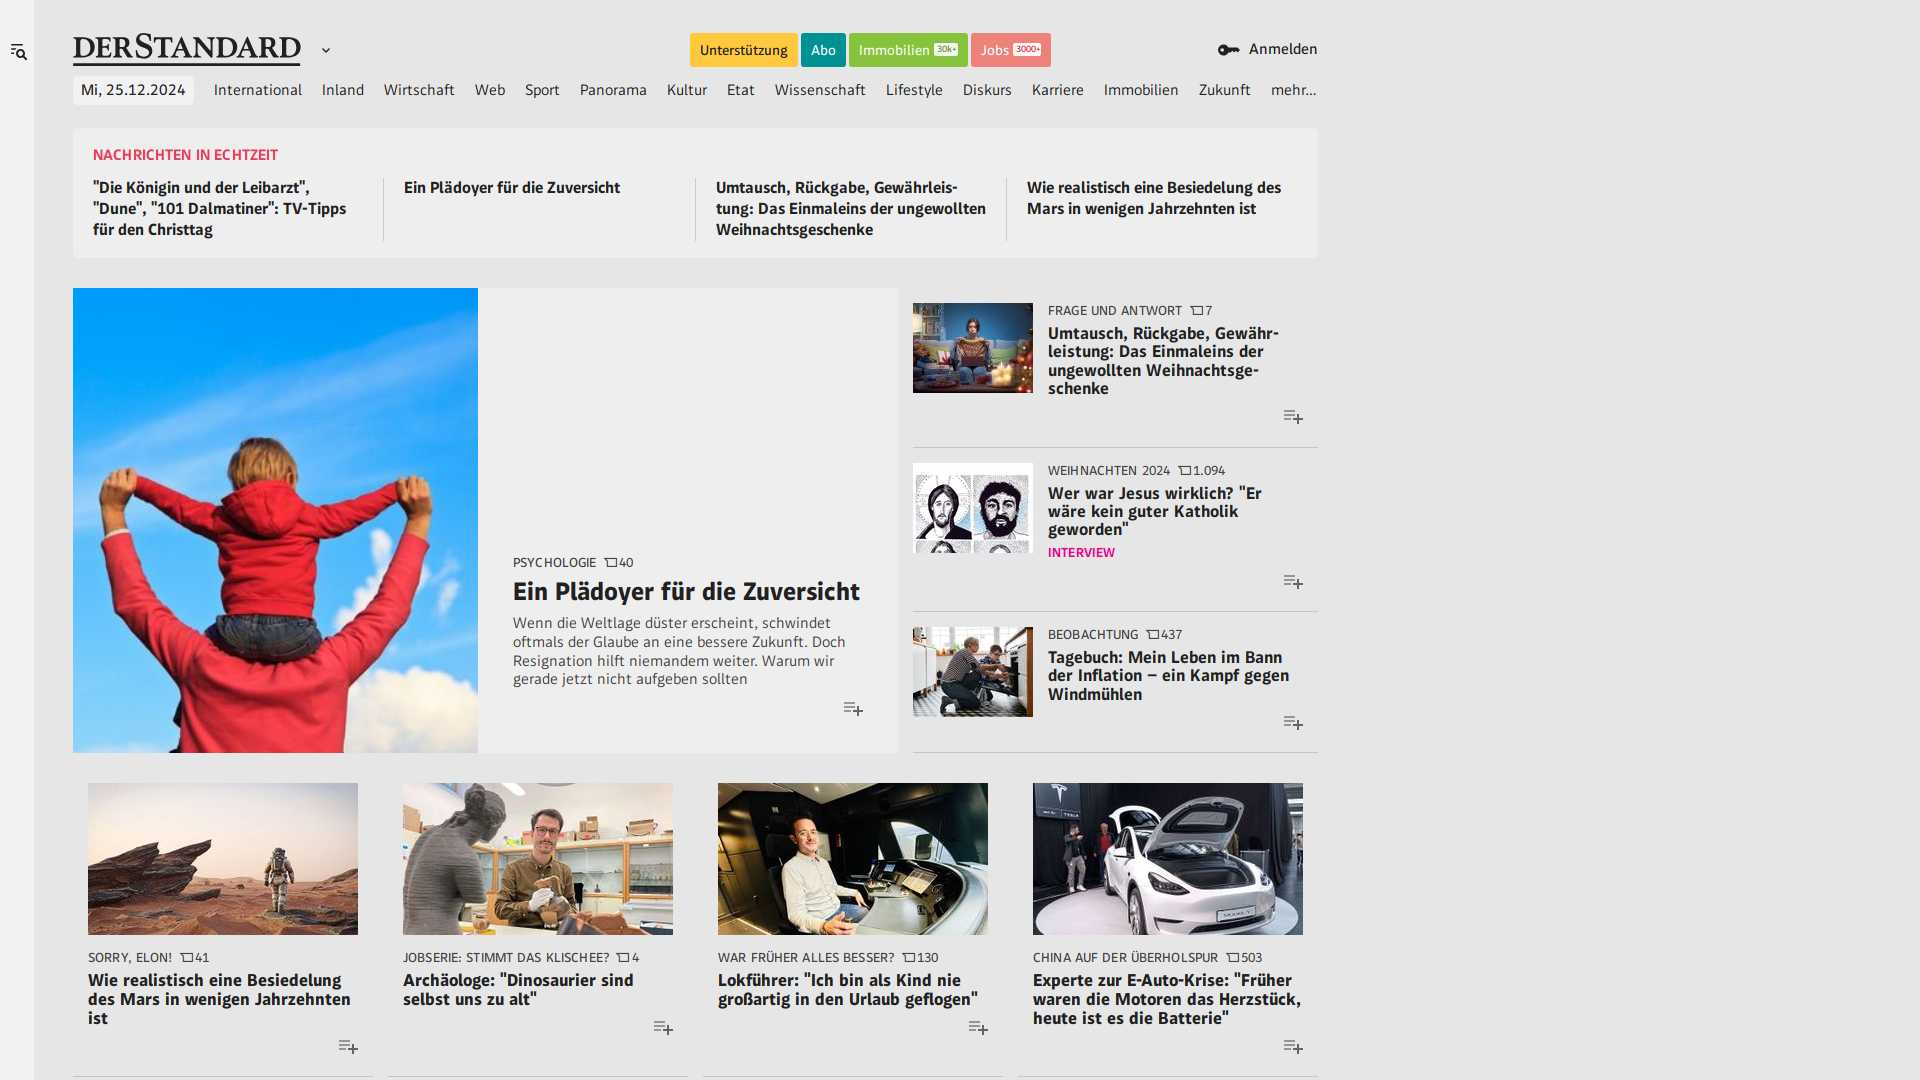 DERSTANDARD
Unterstützung
Abo
Immobilien 30k+
Jobs 3000+
Anmelden
Mi, 25.12.2024
International
Inland
Wirtschaft
Web
Sport
Panorama
Kultur
Etat
Wissenschaft
Lifestyle
Diskurs
Karriere
Immobilien
Zukunft
mehr...
NACHRICHTEN IN ECHTZEIT
"Die Königin und der Leibarzt",
"Dune", "101 Dalmatiner": TV-Tipps
für den Christtag
Ein Plädoyer für die Zuversicht
Umtausch, Rückgabe, Gewährleis-
tung: Das Einmaleins der ungewollten
Weihnachtsgeschenke
Wie realistisch eine Besiedelung des
Mars in wenigen Jahrzehnten ist
PSYCHOLOGIE 40
Ein Plädoyer für die Zuversicht
Wenn die Weltlage düster erscheint, schwindet
oftmals der Glaube an eine bessere Zukunft. Doch
Resignation hilft niemandem weiter. Warum wir
gerade jetzt nicht aufgeben sollten
FRAGE UND ANTWORT 7
Umtausch, Rückgabe, Gewähr-
leistung: Das Einmaleins der
ungewollten Weihnachtsge-
schenke
WEIHNACHTEN 2024 1.094
Wer war Jesus wirklich? "Er
wäre kein guter Katholik
geworden"
INTERVIEW
BEOBACHTUNG 437
Tagebuch: Mein Leben im Bann
der Inflation – ein Kampf gegen
Windmühlen
SORRY, ELON! 41
Wie realistisch eine Besiedelung
des Mars in wenigen Jahrzehnten
ist
JOBSERIE: STIMMT DAS KLISCHEE? 4
Archäologe: "Dinosaurier sind
selbst uns zu alt"
WAR FRÜHER ALLES BESSER? 130
Lokführer: "Ich bin als Kind nie
großartig in den Urlaub geflogen"
TESLA
MODEL Y
CHINA AUF DER ÜBERHOLSPUR 503
Experte zur E-Auto-Krise: "Früher
waren die Motoren das Herzstück,
heute ist es die Batterie"